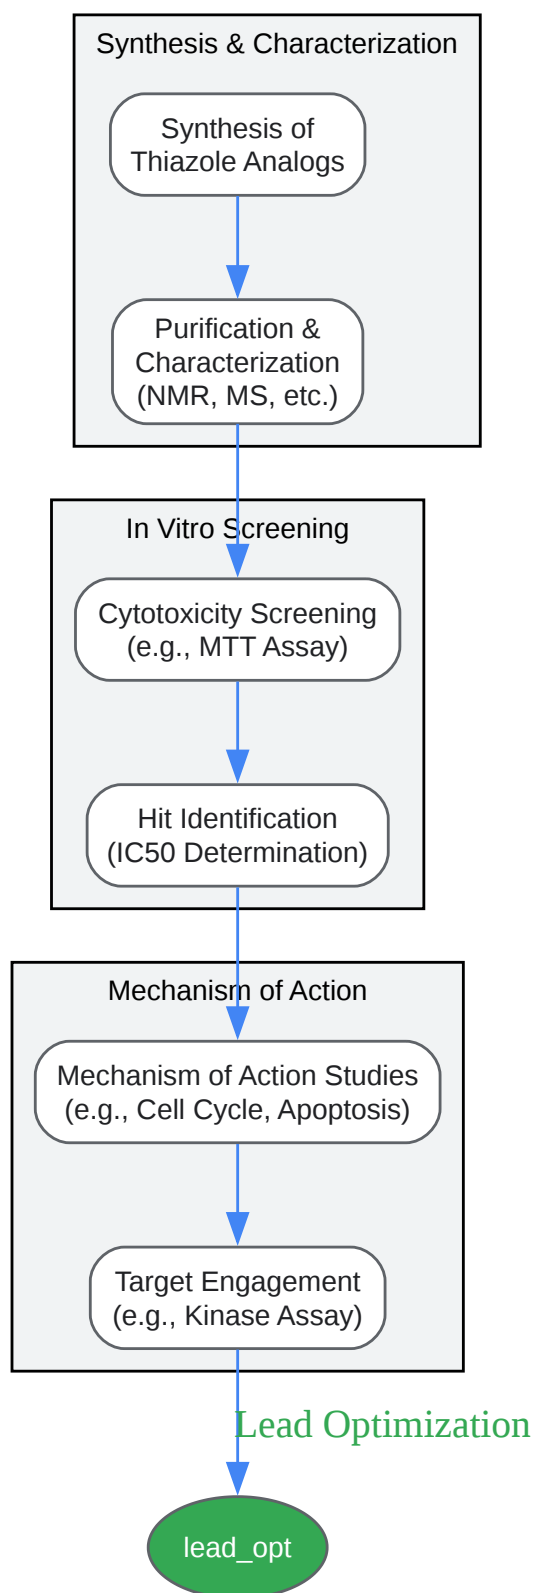 Synthesis & Characterization
Synthesis of
Thiazole Analogs
Purification &
Characterization
(NMR, MS, etc.)
In Vitro Screening
Cytotoxicity Screening
(e.g., MTT Assay)
Hit Identification
(IC50 Determination)
Mechanism of Action
Mechanism of Action Studies
(e.g., Cell Cycle, Apoptosis)
Target Engagement
(e.g., Kinase Assay)
Lead Optimization
lead_opt